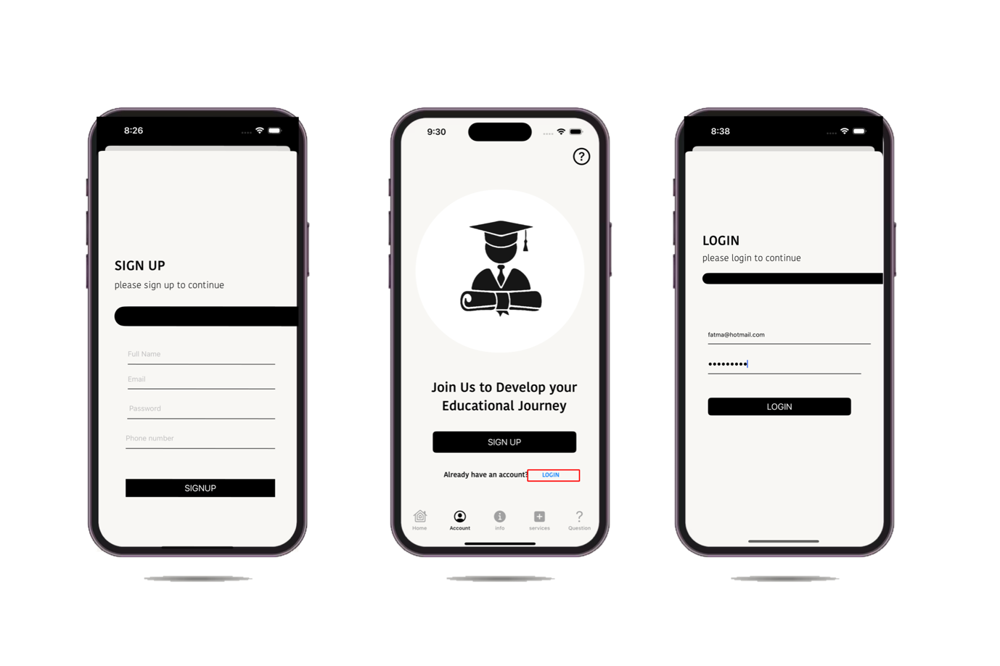 8:26
SIGN UP
please sign up to continue
Full Name
Email
Password
Phone number
SIGNUP
9:30
?
Join Us to Develop your
Educational Journey
SIGN UP
Already have an account? LOGIN
Home Account info services Question
8:38
LOGIN
please login to continue
fatma@hotmail.com
•••••••••
LOGIN